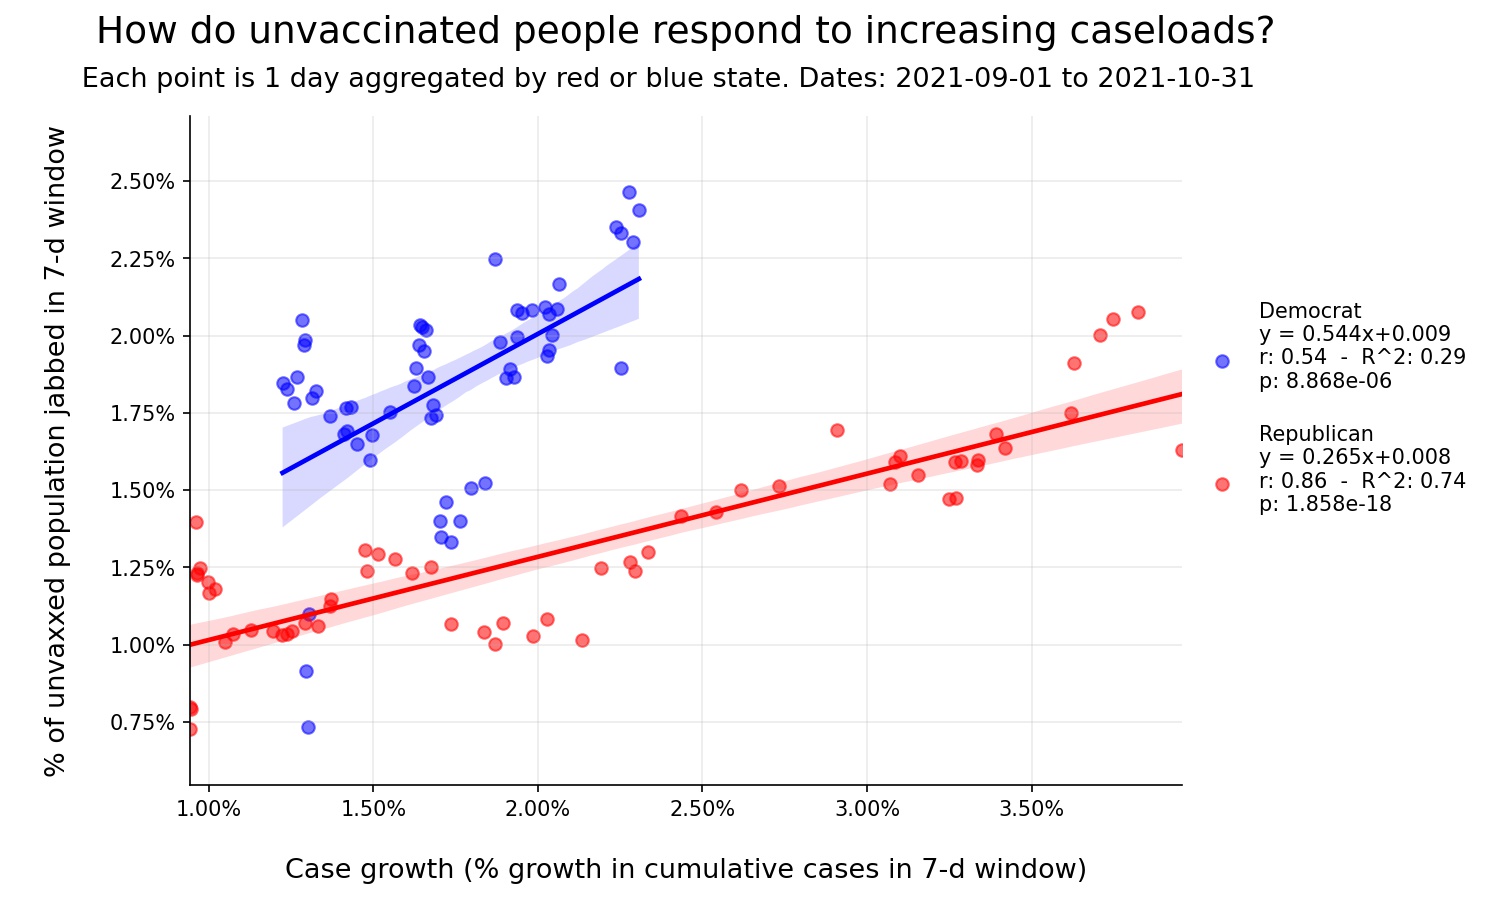 How do unvaccinated people respond to increasing caseloads?
Each point is 1 day aggregated by red or blue state. Dates: 2021-09-01 to 2021-10-31
% of unvaxxed population jabbed in 7-d window
2.50%
2.25%
2.00%
1.75%
1.50%
1.25%
1.00%
0.75%
1.00% 1.50% 2.00% 2.50% 3.00% 3.50%
Case growth (% growth in cumulative cases in 7-d window)
Democrat
y = 0.544x+0.009
r: 0.54 - R^2: 0.29
p: 8.868e-06
Republican
y = 0.265x+0.008
r: 0.86 - R^2: 0.74
p: 1.858e-18